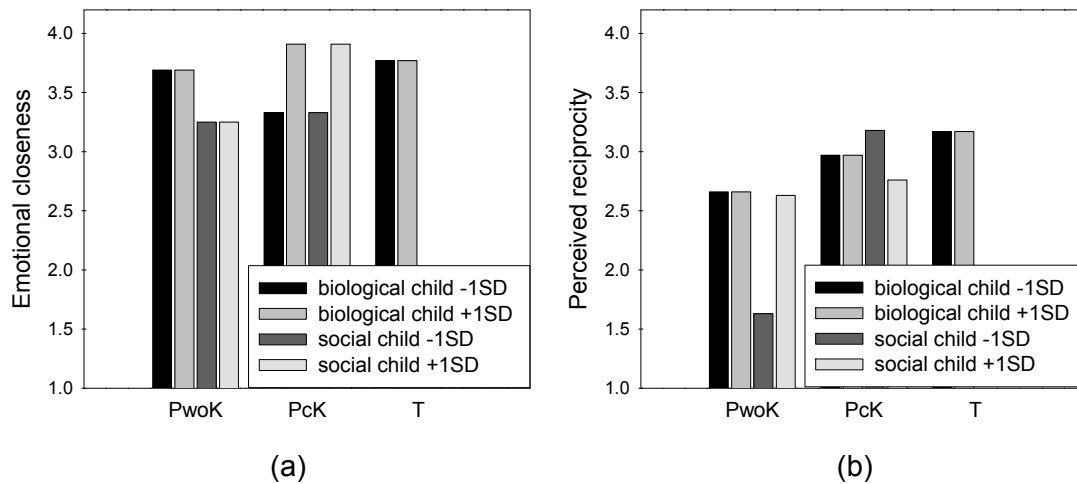 Emotional closeness
4.0
3.5
3.0
2.5
2.0
1.5
1.0
biological child -1SD
biological child +1SD
social child -1SD
social child +1SD
PwoK PcK T
(a)
Perceived reciprocity
4.0
3.5
3.0
2.5
2.0
1.5
1.0
biological child -1SD
biological child +1SD
social child -1SD
social child +1SD
PwoK PcK T
(b)